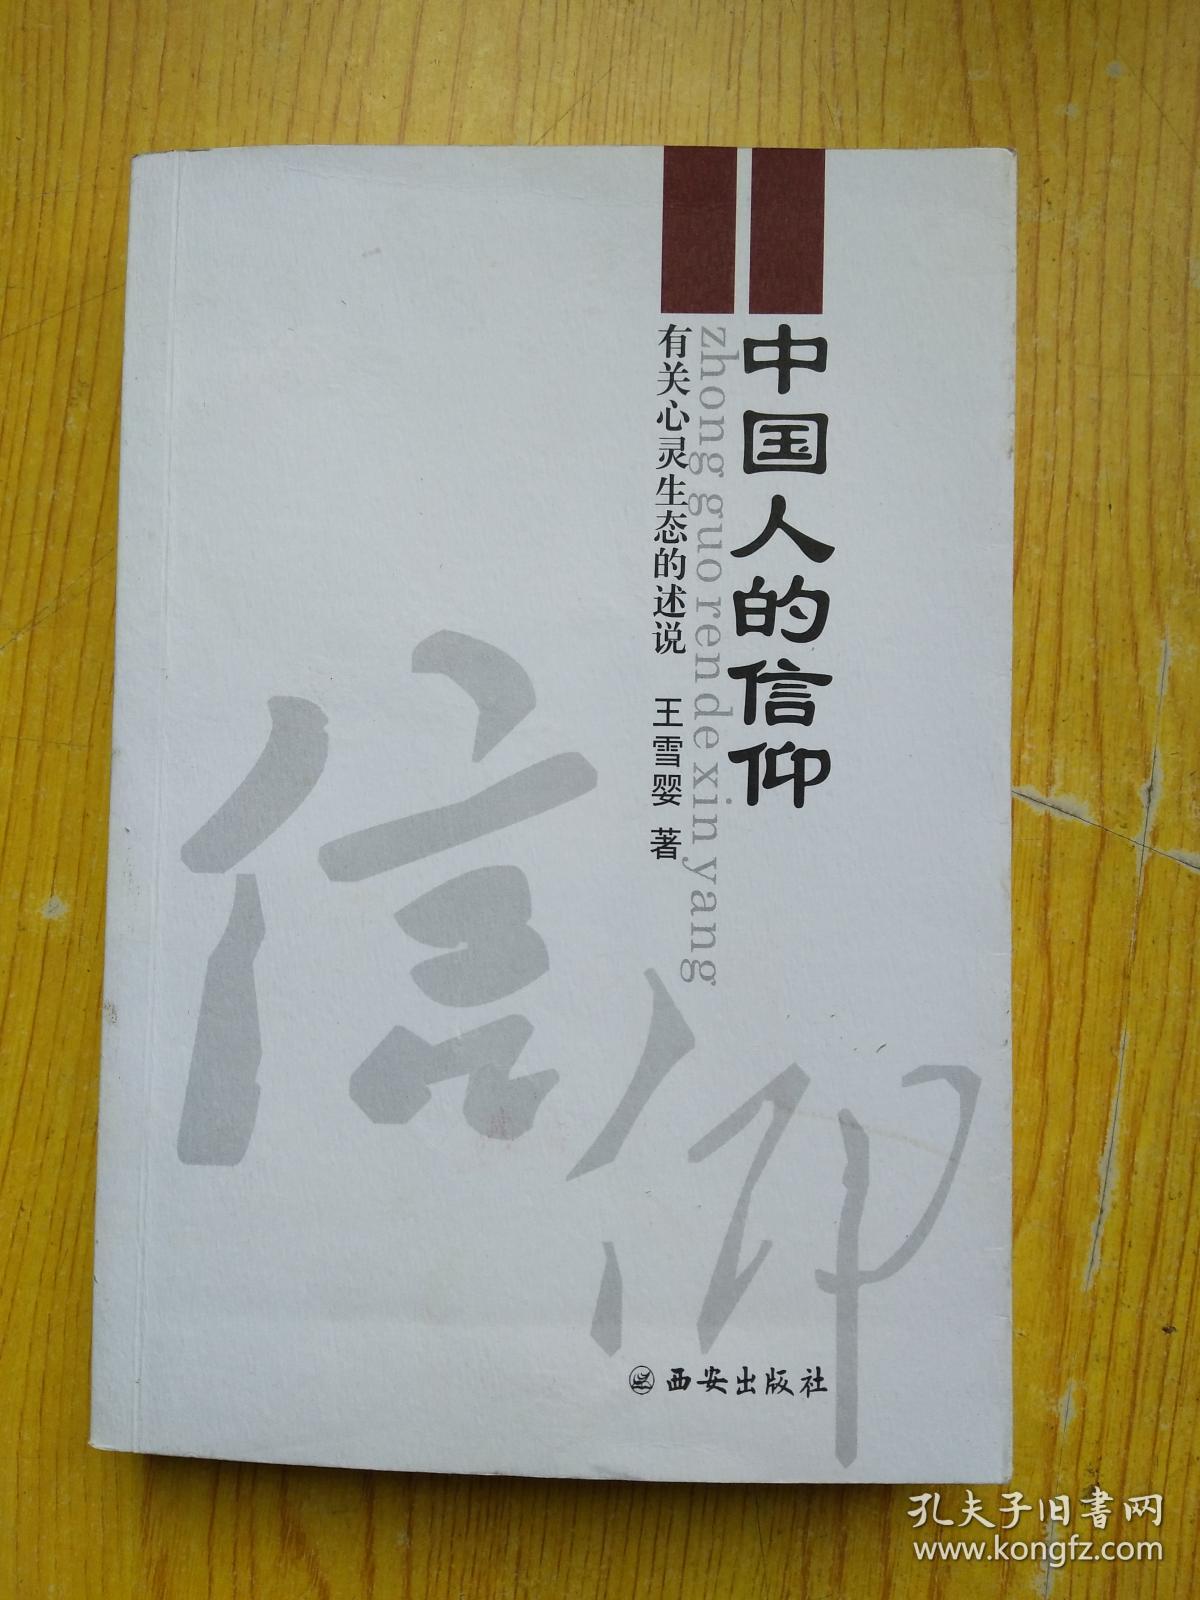 中国人的信仰
zhong guo ren de xin yang
有关心灵生态的述说 王雪婴 著
信仰
西安出版社
孔夫子旧书网
www.kongfz.com